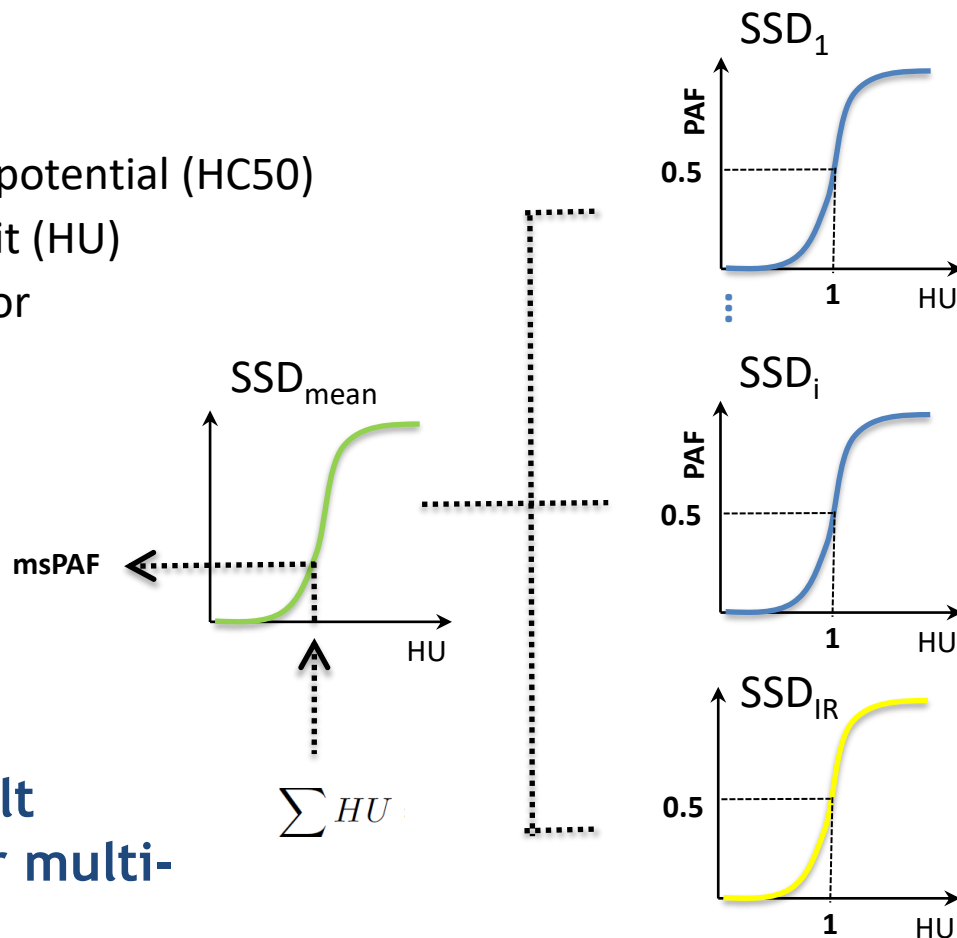 potential (HC50)
it (HU)
or
SSD1
PAF
0.5
1
HU
SSDmean
msPAF
HU
∑ HU
SSDi
PAF
0.5
1
HU
SSDIR
0.5
1
HU
lt
r multi-